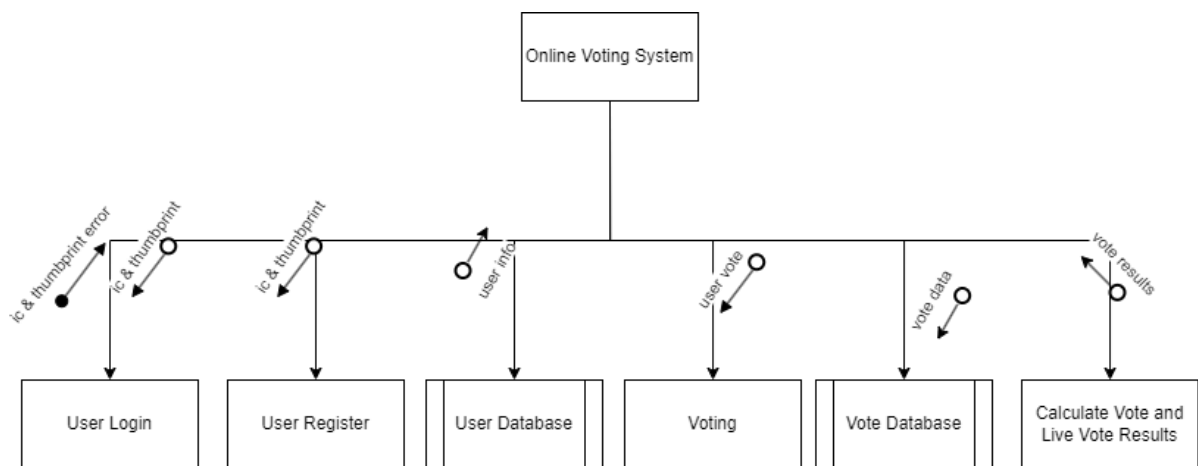 Online Voting System
ic & thumbprint error
ic & thumbprint
ic & thumbprint
user info
user vote
vote data
vote results
User Login
User Register
User Database
Voting
Vote Database
Calculate Vote and
Live Vote Results